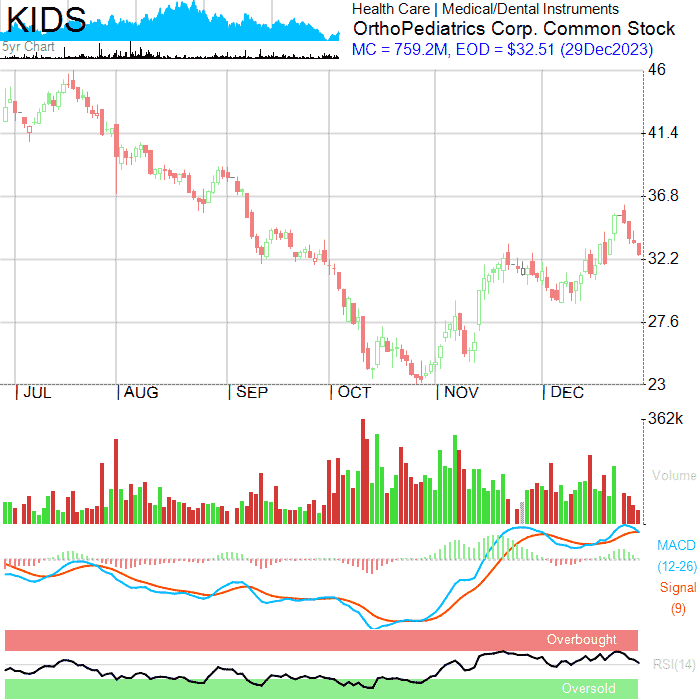 KIDS
5yr Chart
Health Care | Medical/Dental Instruments
OrthoPediatrics Corp. Common Stock
MC = 759.2M, EOD = $32.51 (29Dec2023)
46
41.4
36.8
32.2
27.6
23
JUL AUG SEP OCT NOV DEC
362k
Volume
MACD
(12-26)
Signal
(9)
Overbought
RSI(14)
Oversold